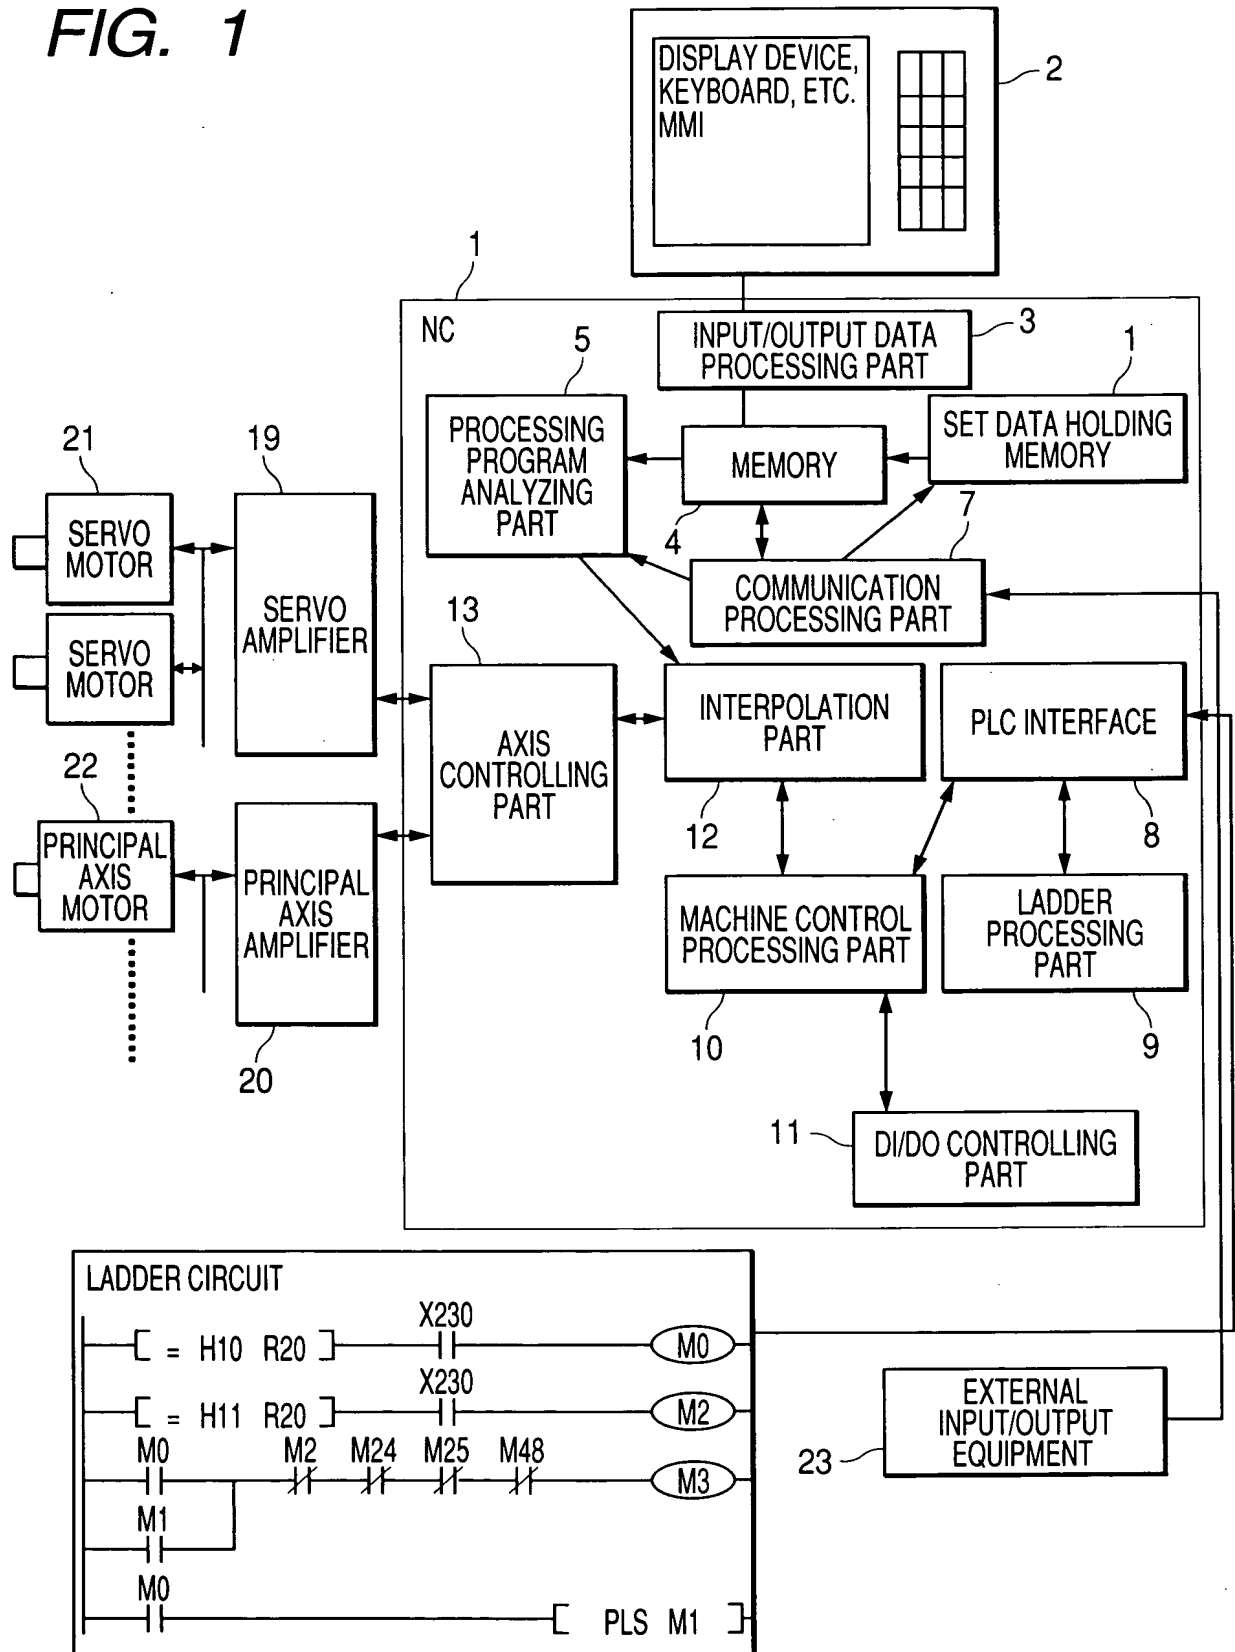 FIG. 1
DISPLAY DEVICE,
KEYBOARD, ETC.
MMI
2
1
NC
INPUT/OUTPUT DATA
PROCESSING PART
3
5
1
PROCESSING
PROGRAM
ANALYZING
PART
MEMORY
4
SET DATA HOLDING
MEMORY
7
COMMUNICATION
PROCESSING PART
21
19
SERVO
MOTOR
SERVO
AMPLIFIER
SERVO
MOTOR
13
AXIS
CONTROLLING
PART
INTERPOLATION
PART
12
PLC INTERFACE
8
22
PRINCIPAL
AXIS
MOTOR
PRINCIPAL
AXIS
AMPLIFIER
20
MACHINE CONTROL
PROCESSING PART
10
LADDER
PROCESSING
PART
9
11
DI/DO CONTROLLING
PART
LADDER CIRCUIT
X230
= H10 R20
M0
X230
= H11 R20
M2
M0 M2 M24 M25 M48
M3
M1
M0
PLS M1
EXTERNAL
INPUT/OUTPUT
EQUIPMENT
23